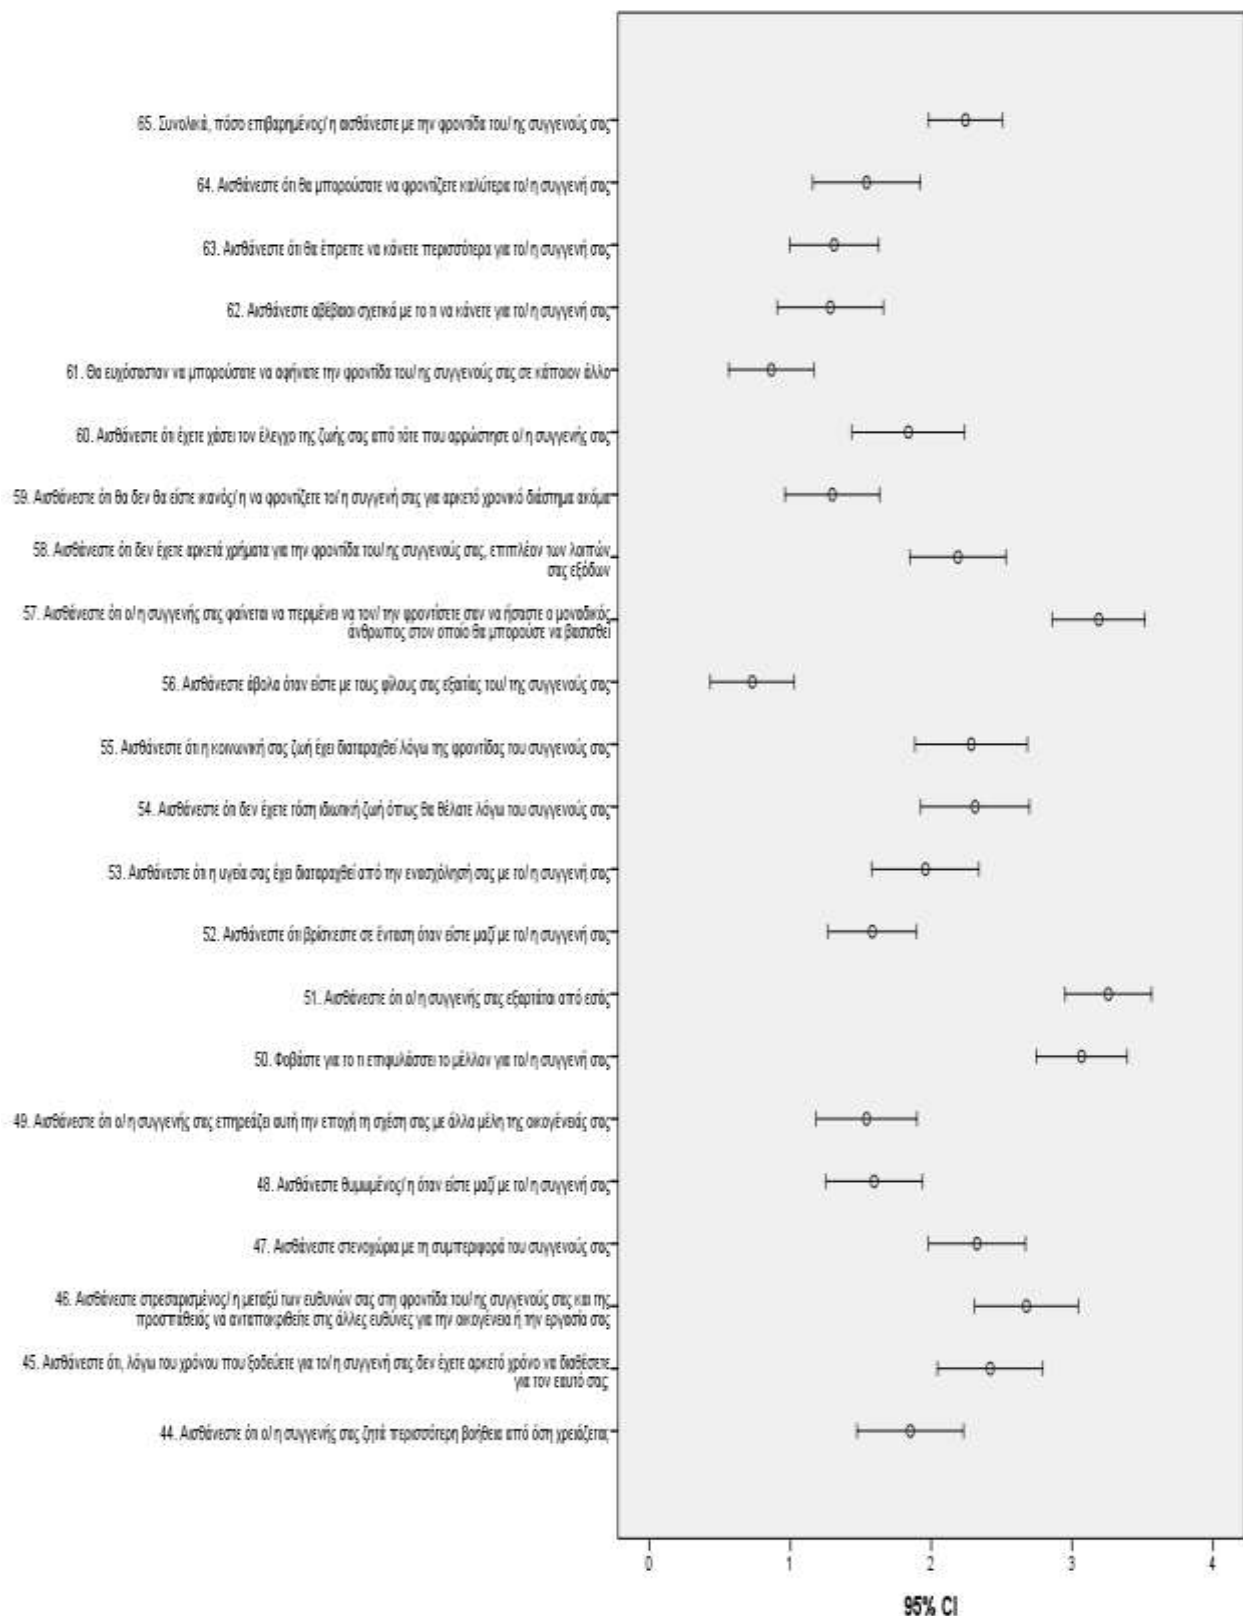 65. Συνολικά, πόσο επιβαρημένος/ η αισθάνεστε με την φροντίδα του/ ης συγγενούς σας
64. Αισθάνεστε ότι θα μπορούσατε να φροντίζετε καλύτερα το/ η συγγενή σας
63. Αισθάνεστε ότι θα έπρεπε να κάνετε περισσότερα για το/ η συγγενή σας
62. Αισθάνεστε αβέβαιοι σχετικά με το τι να κάνετε για το/ η συγγενή σας
61. Θα ευχόσασταν να μπορούσατε να αφήνατε την φροντίδα του/ ης συγγενούς σας σε κάποιον άλλο
60. Αισθάνεστε ότι έχετε χάσει τον έλεγχο της ζωής σας από τότε που αρρώστησε ο/ η συγγενής σας
59. Αισθάνεστε ότι θα δεν θα είστε ικανός/ η να φροντίζετε το/ η συγγενή σας για αρκετό χρονικό διάστημα ακόμα
58. Αισθάνεστε ότι δεν έχετε αρκετά χρήματα για την φροντίδα του/ ης συγγενούς σας, επιπλέον των λοιπών
σας εξόδων
57. Αισθάνεστε ότι ο/ η συγγενής σας φαίνεται να περιμένει να τον/ την φροντίσετε σαν να ήσαστε ο μοναδικός
άνθρωπος στον οποίο θα μπορούσε να βασισθεί
56. Αισθάνεστε άβολα όταν είστε με τους φίλους σας εξαιτίας του/ της συγγενούς σας
55. Αισθάνεστε ότι η κοινωνική σας ζωή έχει διαταραχθεί λόγω της φροντίδας του συγγενούς σας
54. Αισθάνεστε ότι δεν έχετε τόση ιδιωτική ζωή όπως θα θέλατε λόγω του συγγενούς σας
53. Αισθάνεστε ότι η υγεία σας έχει διαταραχθεί από την ενασχόλησή σας με το/ η συγγενή σας
52. Αισθάνεστε ότι βρίσκεστε σε ένταση όταν είστε μαζί με το/ η συγγενή σας
51. Αισθάνεστε ότι ο/ η συγγενής σας εξαρτάται από εσάς
50. Φοβάστε για το τι επιφυλάσσει το μέλλον για το/ η συγγενή σας
49. Αισθάνεστε ότι ο/ η συγγενής σας επηρεάζει αυτή την εποχή τη σχέση σας με άλλα μέλη της οικογένειάς σας
48. Αισθάνεστε θυμωμένος/ η όταν είστε μαζί με το/ η συγγενή σας
47. Αισθάνεστε στενοχώρια με τη συμπεριφορά του συγγενούς σας
46. Αισθάνεστε στρεσαρισμένος/ η μεταξύ των ευθυνών σας στη φροντίδα του/ ης συγγενούς σας και της
προσπάθειάς να ανταποκριθείτε στις άλλες ευθύνες για την οικογένεια ή την εργασία σας
45. Αισθάνεστε ότι, λόγω του χρόνου που ξοδεύετε για το/ η συγγενή σας δεν έχετε αρκετό χρόνο να διαθέσετε
για τον εαυτό σας
44. Αισθάνεστε ότι ο/ η συγγενής σας ζητά περισσότερη βοήθεια από όση χρειάζεται
0 1 2 3 4
95% CI